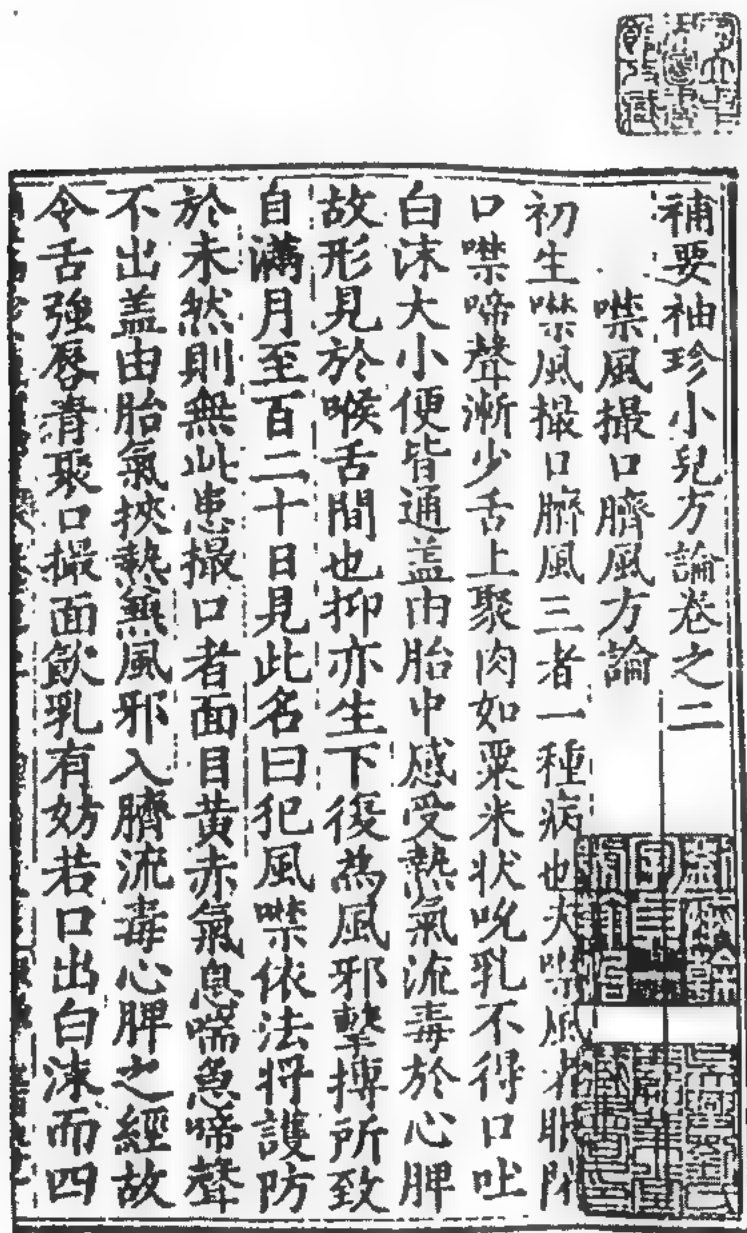 補要袖珍小兒方論卷之二
噤風撮口臍風方論
初生噤風撮口臍風三者一種病也夫噤風者眼閉
口噤啼聲漸少舌上聚肉如粟米状吮乳不得口吐
白沫大小便皆通盖由胎中感受熱氣流毒於心脾
故形見於喉舌間也抑亦生下後為風邪擊搏所致
自滿月至百二十日見此名曰犯風噤依法将護防
於未然則無此患撮口者面目黃赤氣息喘急啼聲
不出盖由胎氣挾熱兼風邪入臍流毒心脾之經故
令舌強唇青聚口撮面飲乳有妨若口出白沫而四